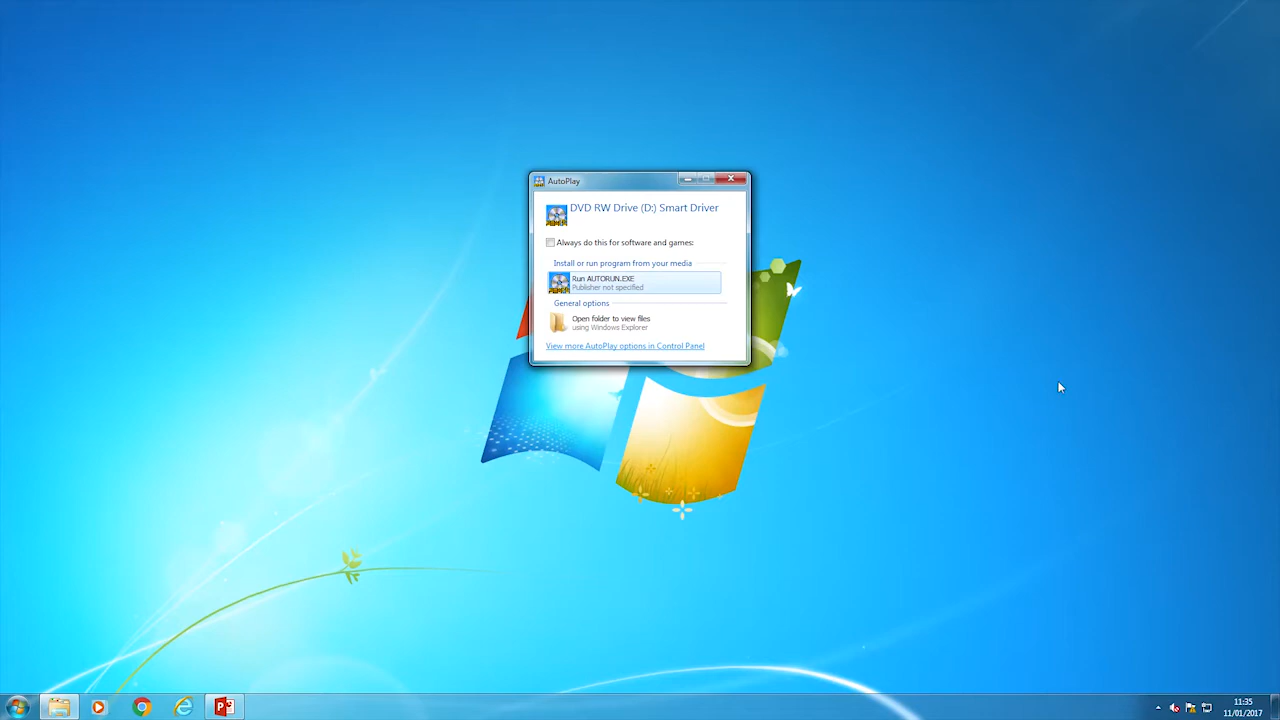 AutoPlay
DVD RW Drive (D:) Smart Driver
Always do this for software and games:
Install or run program from your media
Run AUTORUN.EXE
Publisher not specified
General options
Open folder to view files
using Windows Explorer
View more AutoPlay options in Control Panel
11:35
11/01/2017